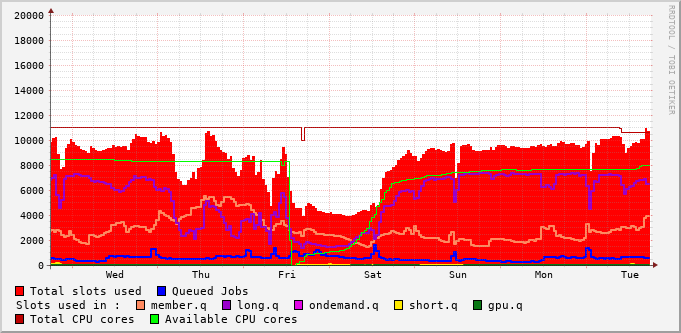 20000
18000
16000
14000
12000
10000
8000
6000
4000
2000
0
Wed Thu Fri Sat Sun Mon Tue
RRDTOOL / TOBI OETIKER
Total slots used Queued Jobs
Slots used in : member.q long.q ondemand.q short.q gpu.q
Total CPU cores Available CPU cores